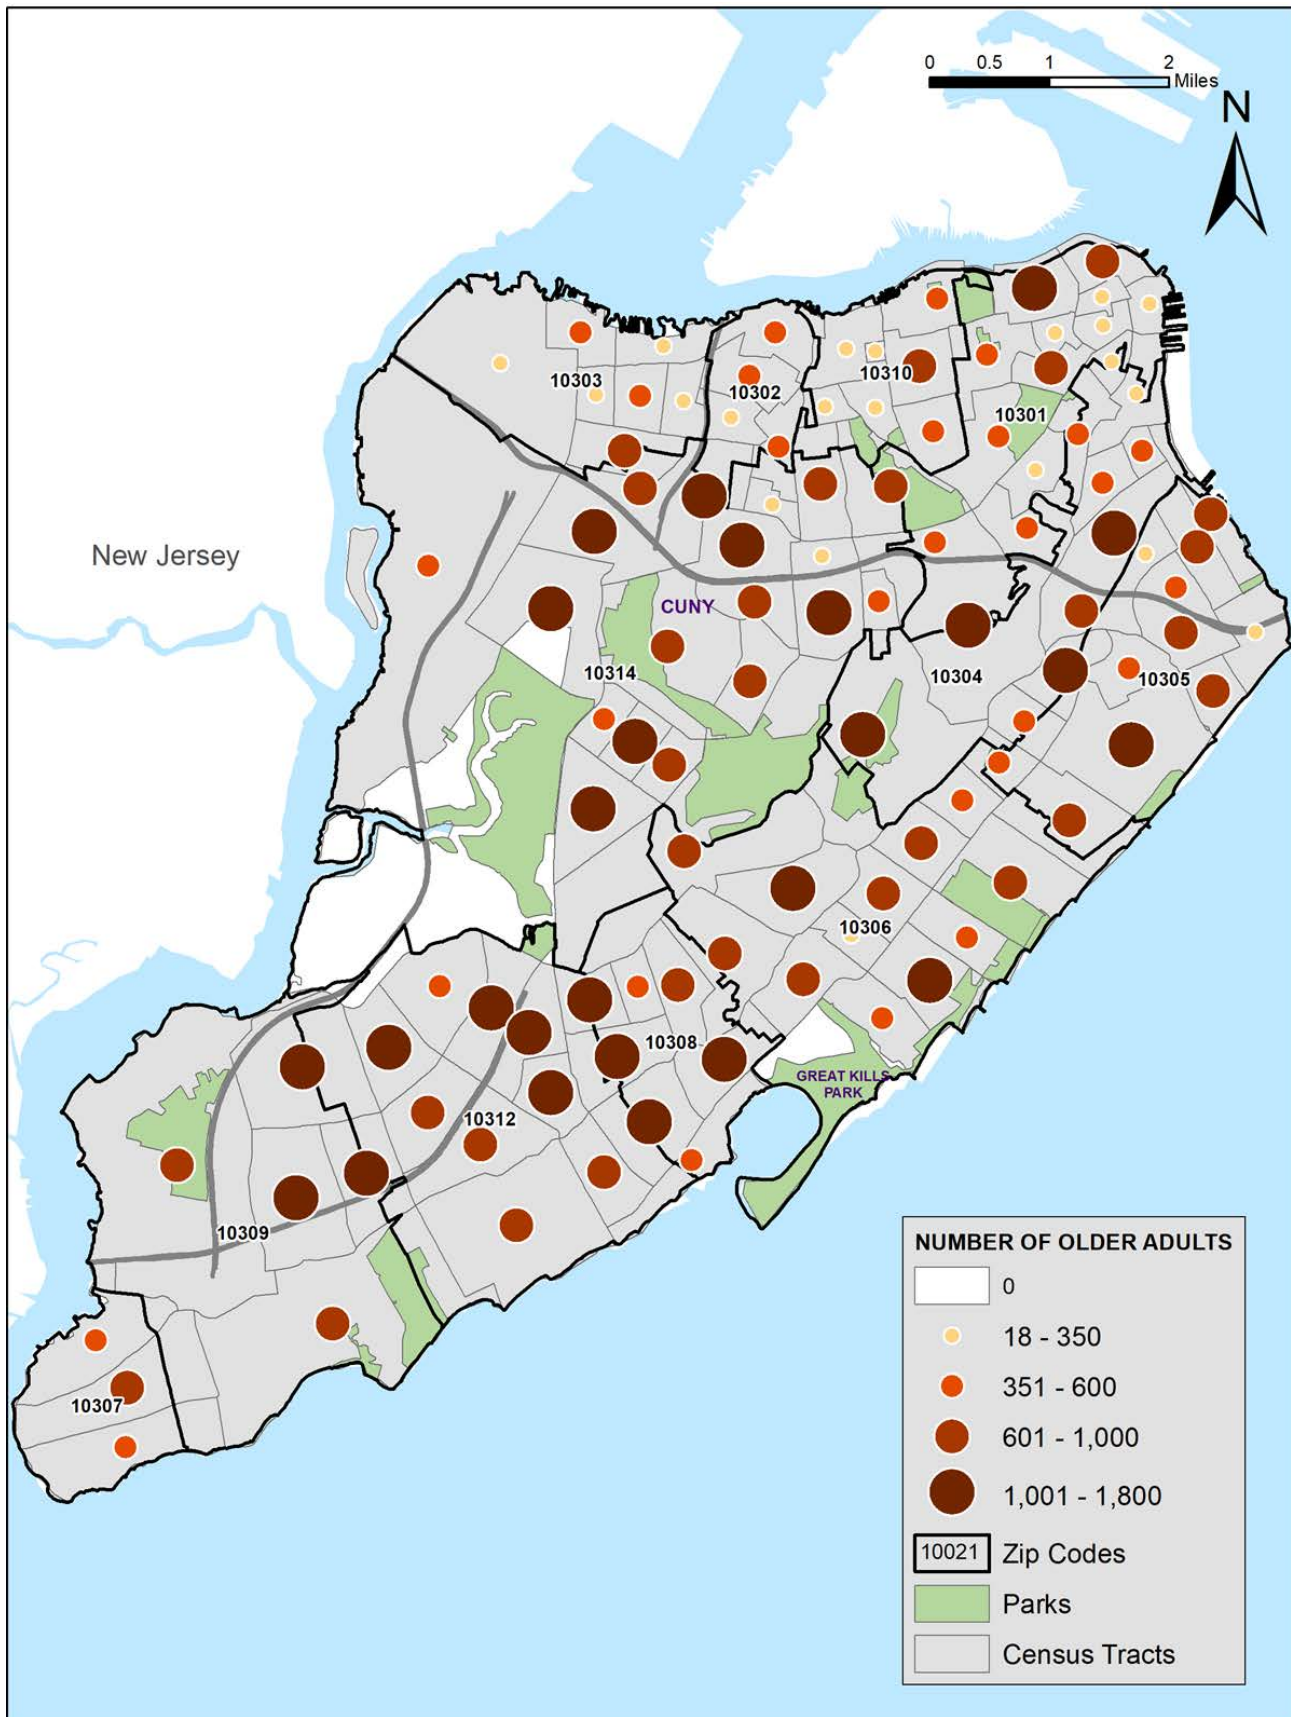 0 0.5 1 2
Miles
N
10303
10302
10310
10301
New Jersey
CUNY
10314
10304
10305
10306
10308
GREAT KILLS
PARK
10312
10309
10307
NUMBER OF OLDER ADULTS
0
18 - 350
351 - 600
601 - 1,000
1,001 - 1,800
10021 Zip Codes
Parks
Census Tracts